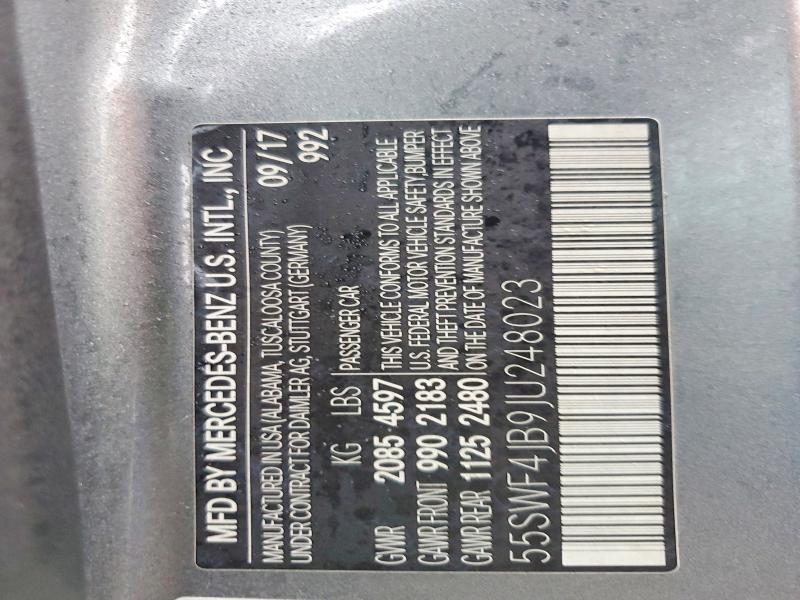 MFD BY MERCEDES-BENZ U.S. INTL., INC
MANUFACTURED IN USA (ALABAMA, TUSCALOOSA COUNTY) 09/17
UNDER CONTRACT FOR DAIMLER AG, STUTTGART (GERMANY) 992
KG LBS PASSENGER CAR
GVWR 2085 4597 THIS VEHICLE CONFORMS TO ALL APPLICABLE
GAWR FRONT 990 2183 U.S. FEDERAL MOTOR VEHICLE SAFETY, BUMPER
AND THEFT PREVENTION STANDARDS IN EFFECT
GAWR REAR 1125 2480 ON THE DATE OF MANUFACTURE SHOWN ABOVE
55SWF4JB9JU248023